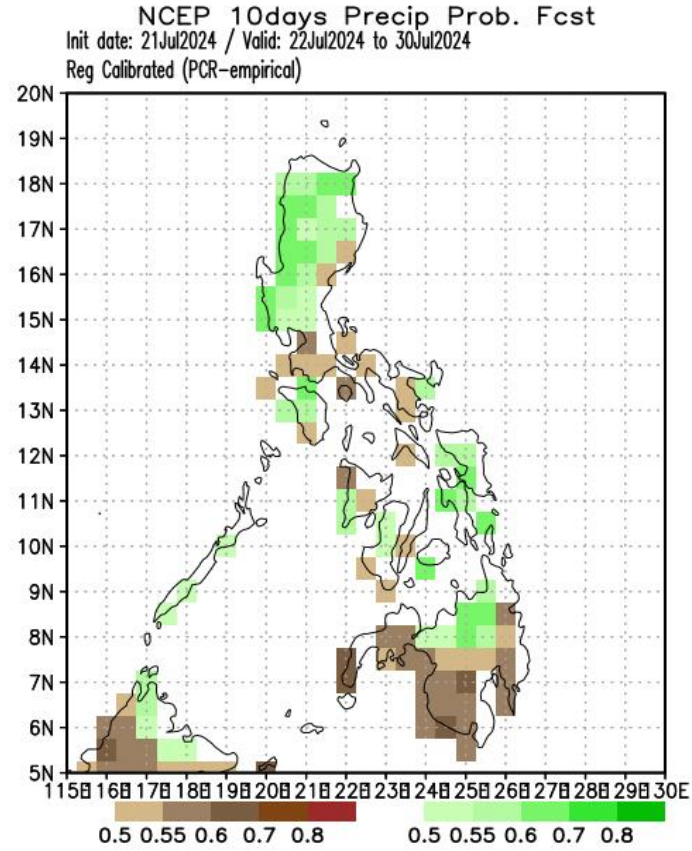 NCEP 10days Precip Prob. Fcst
Init date: 21Jul2024 / Valid: 22Jul2024 to 30Jul2024
Reg Calibrated (PCR-empirical)
20N
19N
18N
17N
16N
15N
14N
13N
12N
11N
10N
9N
8N
7N
6N
5N
115E 116E 117E 118E 119E 120E 121E 122E 123E 124E 125E 126E 127E 128E 129E 130E
0.5 0.55 0.6 0.7 0.8 0.5 0.55 0.6 0.7 0.8